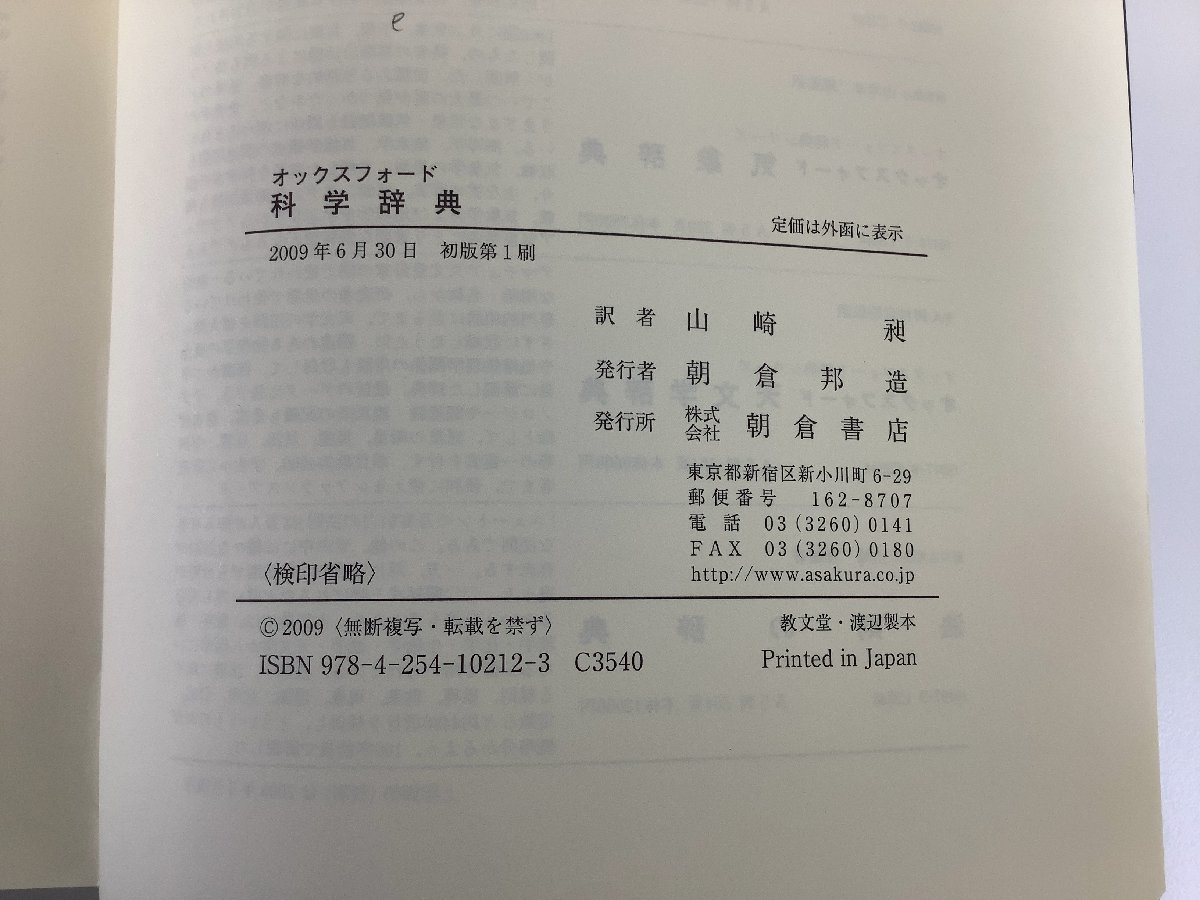 e
オックスフォード
科学辞典
定価は外函に表示
2009年6月30日 初版第1刷
訳者 山崎 昶
発行者 朝倉邦造
発行所 株式会社 朝倉書店
東京都新宿区新小川町6-29
郵便番号 162-8707
電話 03(3260)0141
FAX 03(3260)0180
http://www.asakura.co.jp
〈検印省略〉
©2009〈無断複写・転載を禁ず〉
教文堂・渡辺製本
ISBN 978-4-254-10212-3 C3540
Printed in Japan